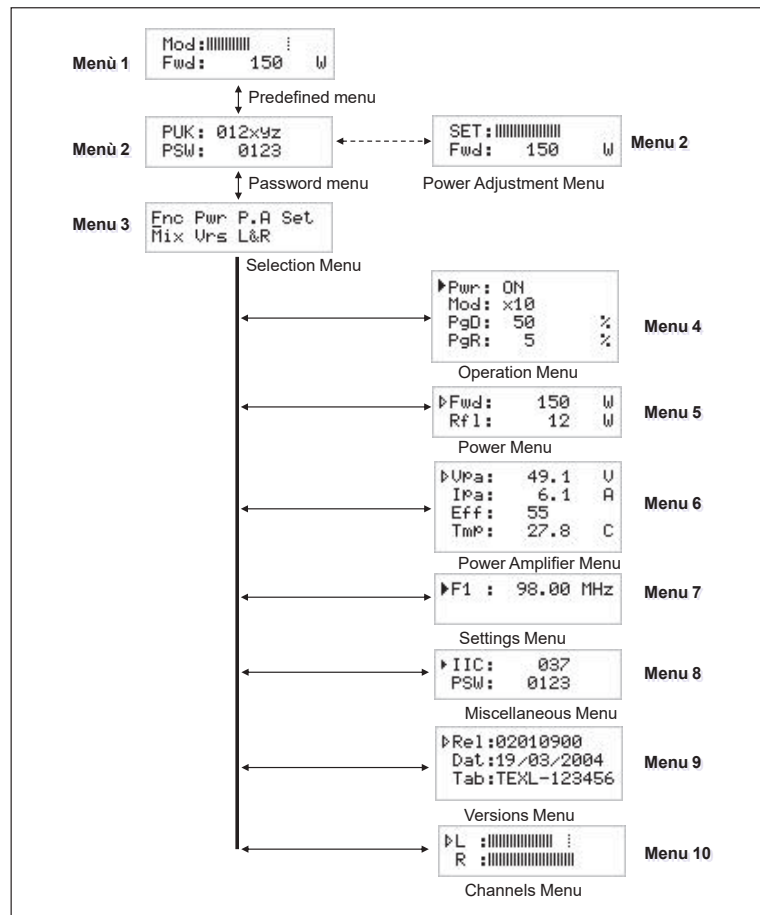 Menù 1
Mod:
Fwd: 150 W
Predefined menu
Menù 2
PUK: 012xyz
PSW: 0123
SET:
Fwd: 150 W
Menu 2
Password menu
Power Adjustment Menu
Menu 3
Fnc Pwr P.A Set
Mix Vrs L&R
Selection Menu
Pwr: ON
Mod: x10
PgD: 50 %
PgR: 5 %
Menu 4
Operation Menu
Fwd: 150 W
Rfl: 12 W
Menu 5
Power Menu
Vpa: 49.1 V
Ipa: 6.1 A
Eff: 55
Tmp: 27.8 C
Menu 6
Power Amplifier Menu
F1 : 98.00 MHz
Menu 7
Settings Menu
IIC: 037
PSW: 0123
Menu 8
Miscellaneous Menu
Rel:02010900
Dat:19/03/2004
Tab:TEXL-123456
Menu 9
Versions Menu
L :
R :
Menu 10
Channels Menu